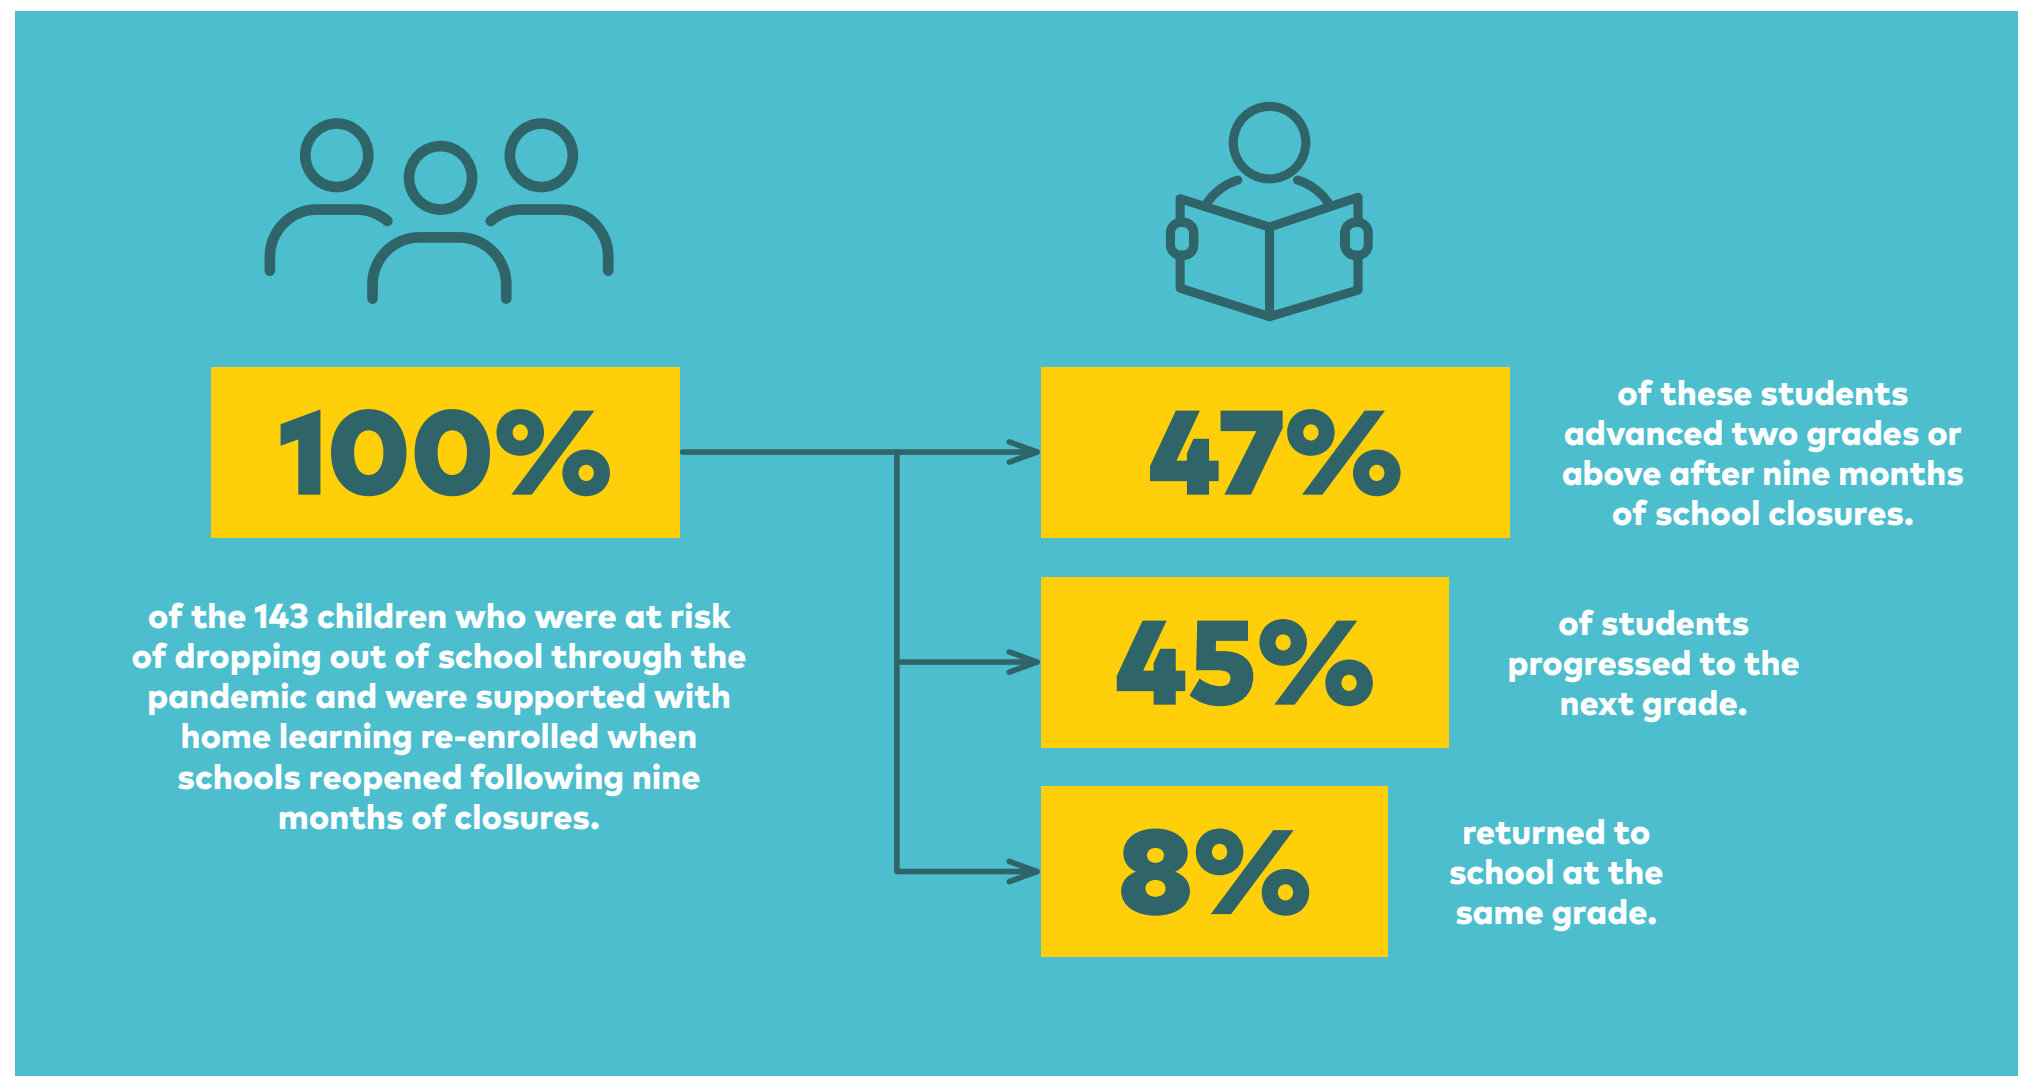 100%
of the 143 children who were at risk
of dropping out of school through the
pandemic and were supported with
home learning re-enrolled when
schools reopened following nine
months of closures.
47%
of these students
advanced two grades or
above after nine months
of school closures.
45%
of students
progressed to the
next grade.
8%
returned to
school at the
same grade.